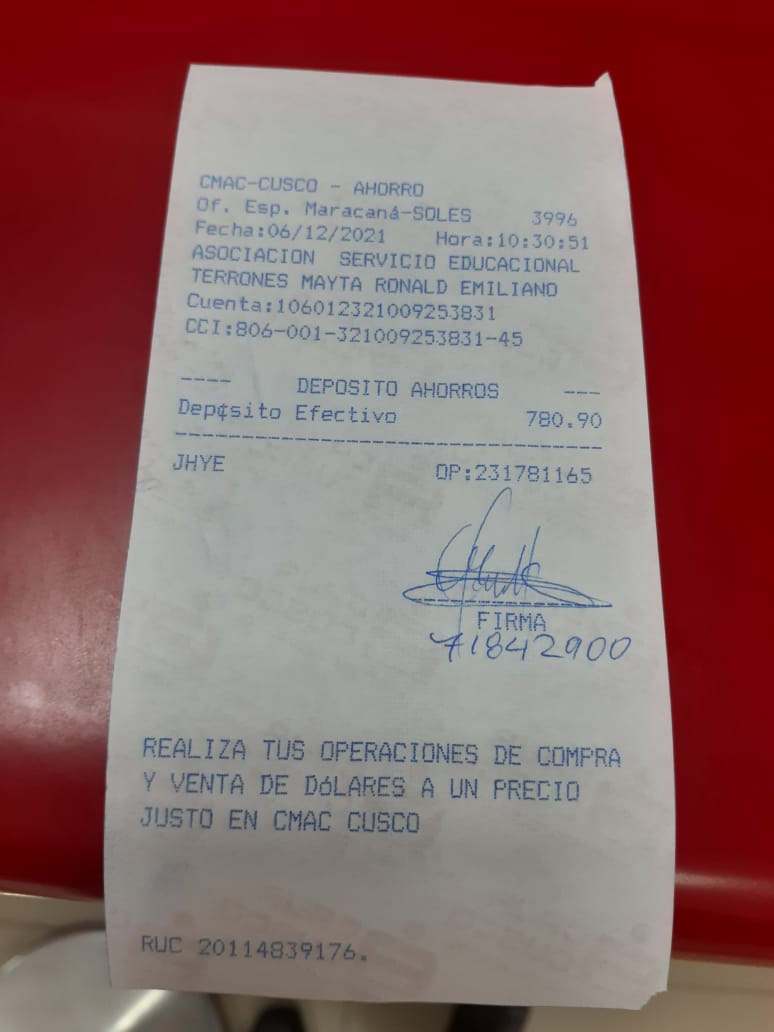 CMAC-CUSCO - AHORRO
Of. Esp. Maracaná-SOLES 3996
Fecha:06/12/2021 Hora:10:30:51
ASOCIACION SERVICIO EDUCACIONAL
TERRONES MAYTA RONALD EMILIANO
Cuenta:106012321009253831
CCI:806-001-321009253831-45
---- DEPOSITO AHORROS ---
Dep¢sito Efectivo 780.90
--------------------------------
JHYE OP:231781165
FIRMA
71842900
REALIZA TUS OPERACIONES DE COMPRA
Y VENTA DE DóLARES A UN PRECIO
JUSTO EN CMAC CUSCO
RUC 20114839176.